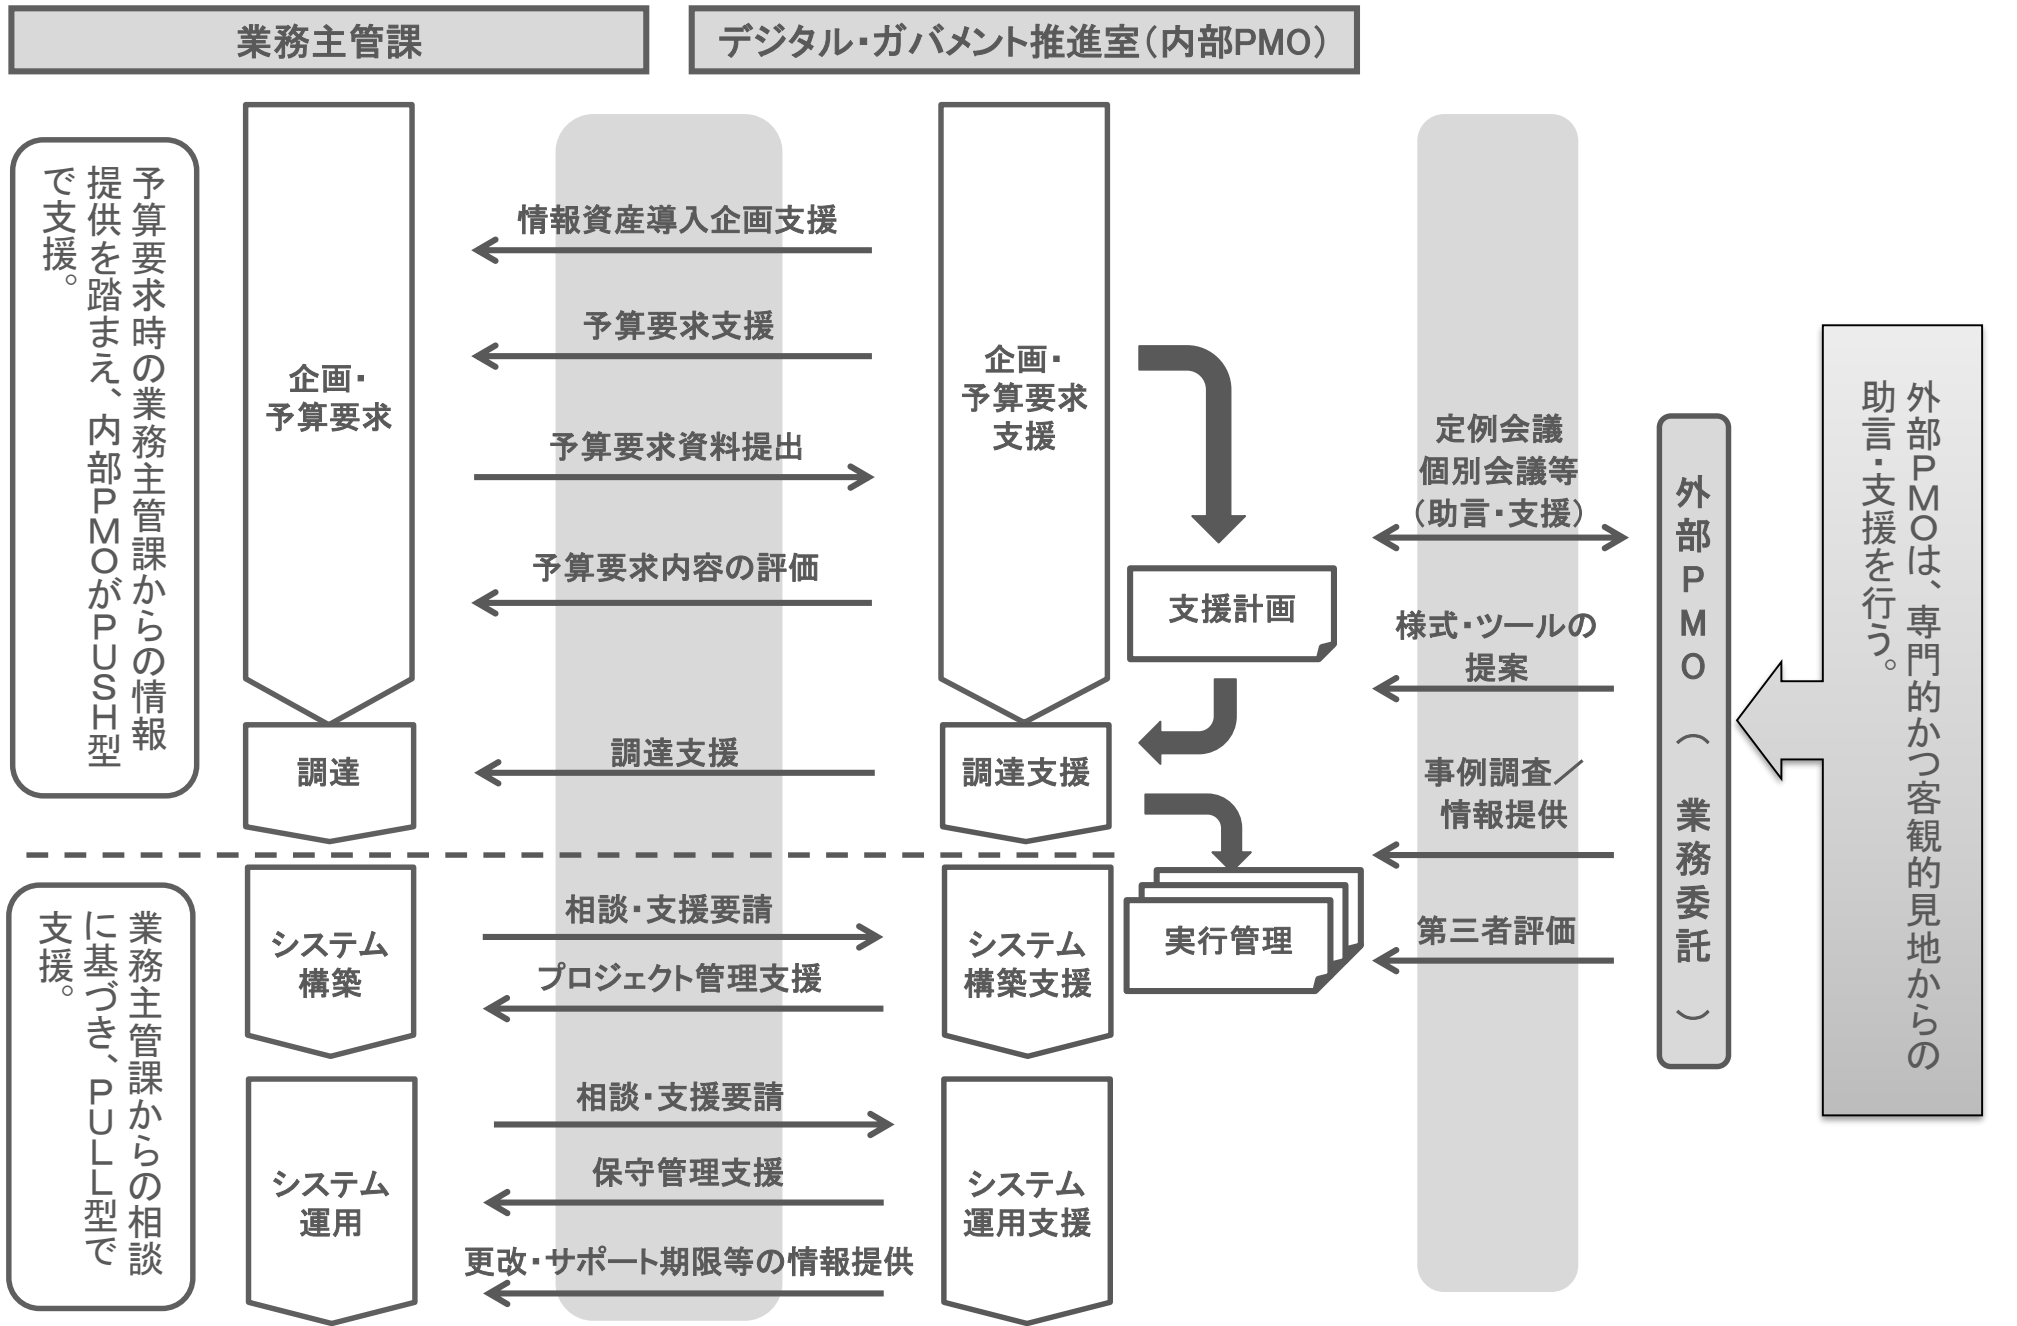 業務主管課
デジタル・ガバメント推進室（内部PMO）
予算要求時の業務主管課からの情報
提供を踏まえ、内部ＰＭＯがＰＵＳＨ型
で支援。
企画・
予算要求
調達
業務主管課からの相談
に基づき、ＰＵＬＬ型で
支援。
システム
構築
システム
運用
情報資産導入企画支援
予算要求支援
予算要求資料提出
予算要求内容の評価
調達支援
相談・支援要請
プロジェクト管理支援
相談・支援要請
保守管理支援
更改・サポート期限等の情報提供
企画・
予算要求
支援
調達支援
システム
構築支援
システム
運用支援
支援計画
実行管理
定例会議
個別会議等
（助言・支援）
様式・ツールの
提案
事例調査／
情報提供
第三者評価
外部ＰＭＯ（業務委託）
外部ＰＭＯは、専門的かつ客観的見地からの
助言・支援を行う。